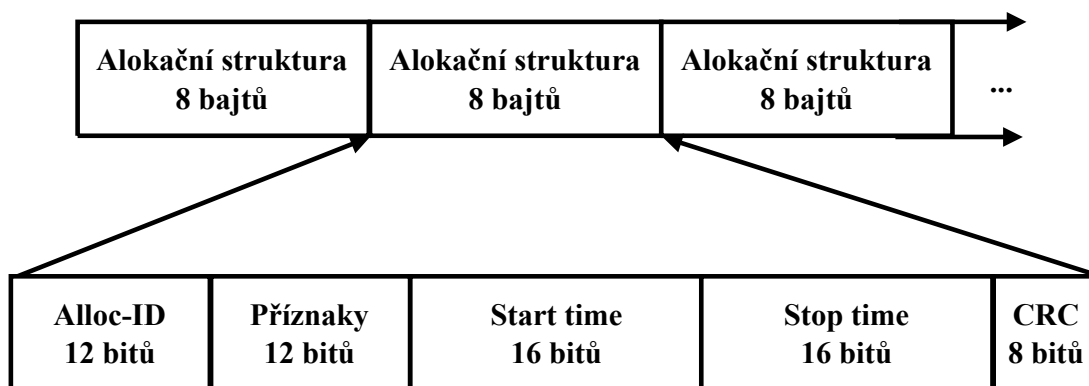 Alokační struktura
8 bajtů
Alokační struktura
8 bajtů
Alokační struktura
8 bajtů
...
Alloc-ID
12 bitů
Příznaky
12 bitů
Start time
16 bitů
Stop time
16 bitů
CRC
8 bitů